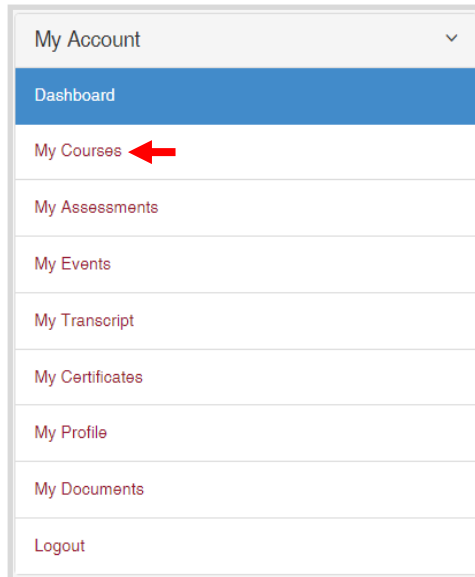 My Account
Dashboard
My Courses
My Assessments
My Events
My Transcript
My Certificates
My Profile
My Documents
Logout